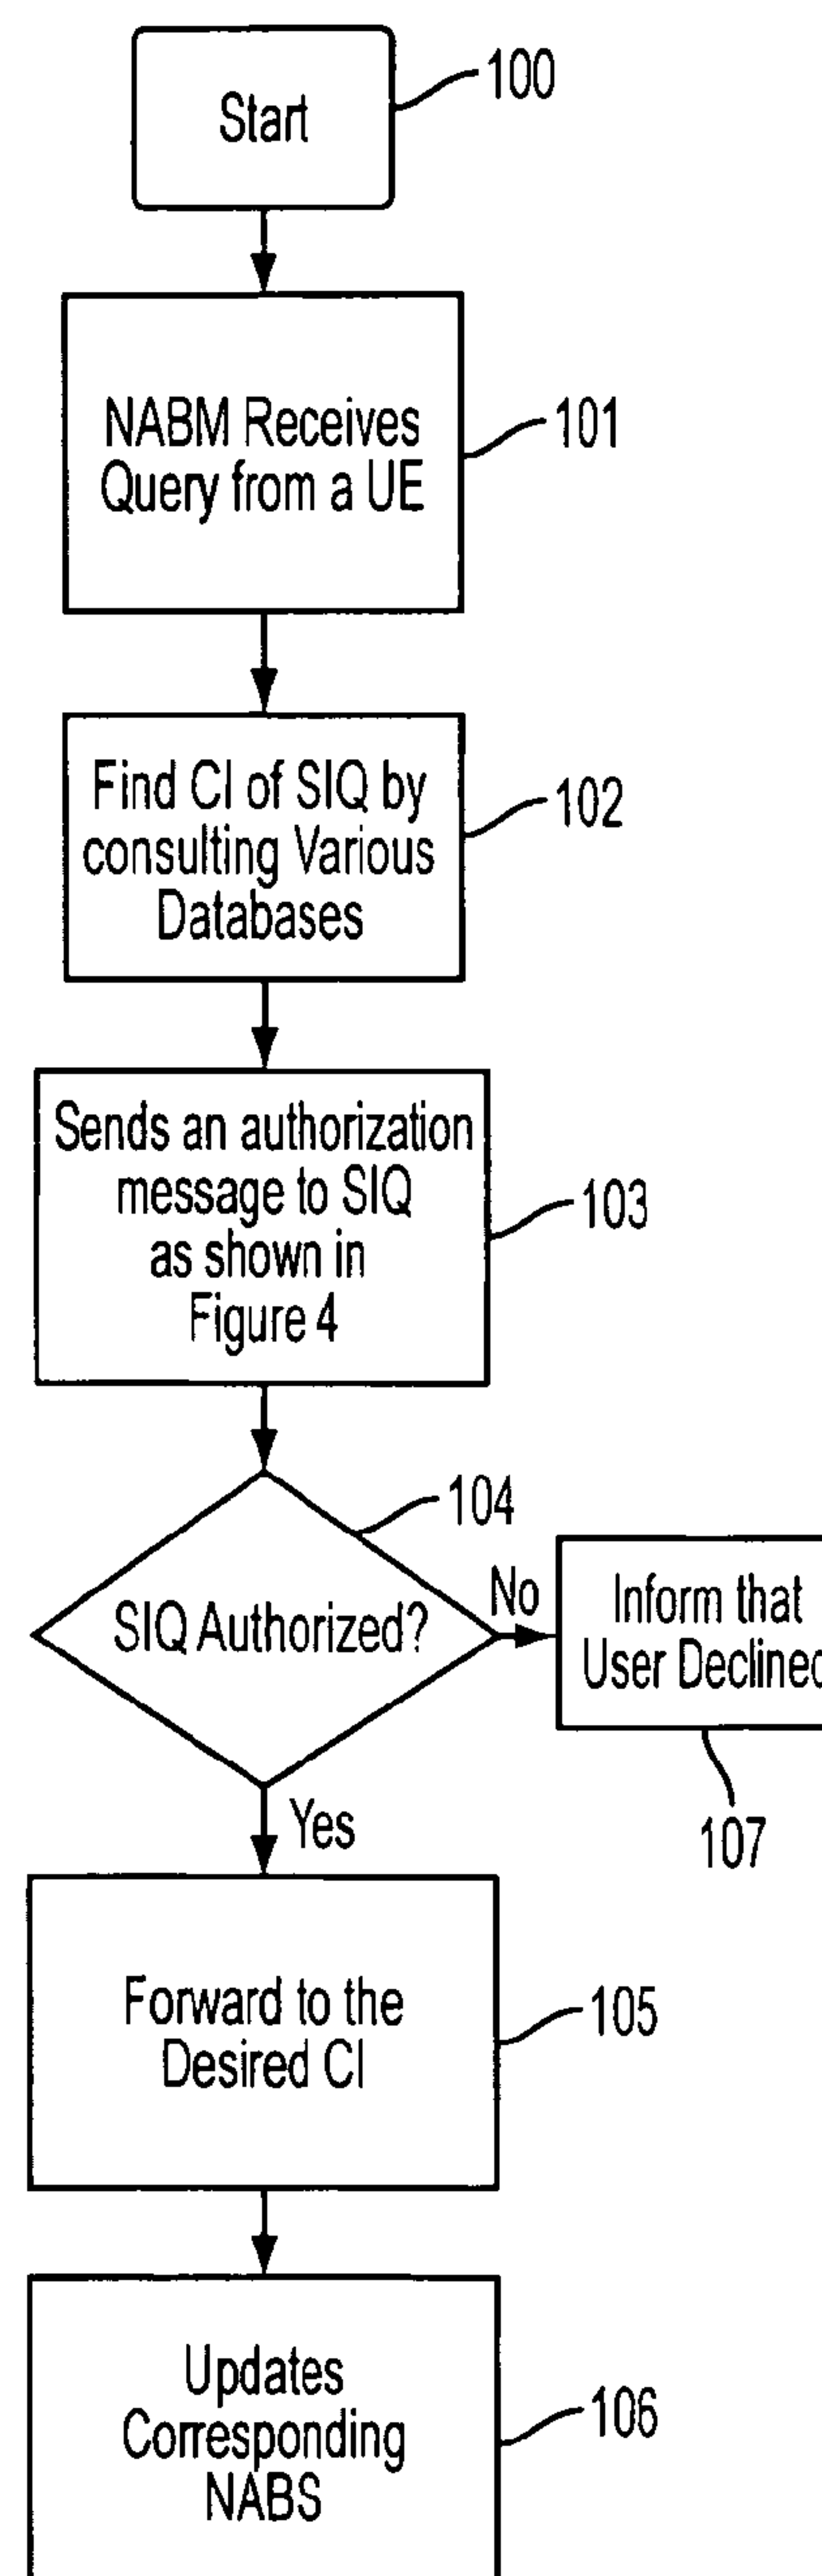 Start
100
NABM Receives
Query from a UE
101
Find CI of SIQ by
consulting Various
Databases
102
Sends an authorization
message to SIQ
as shown in
Figure 4
103
104
SIQ Authorized?
No
Inform that
User Declined
107
Yes
Forward to the
Desired CI
105
Updates
Corresponding
NABS
106